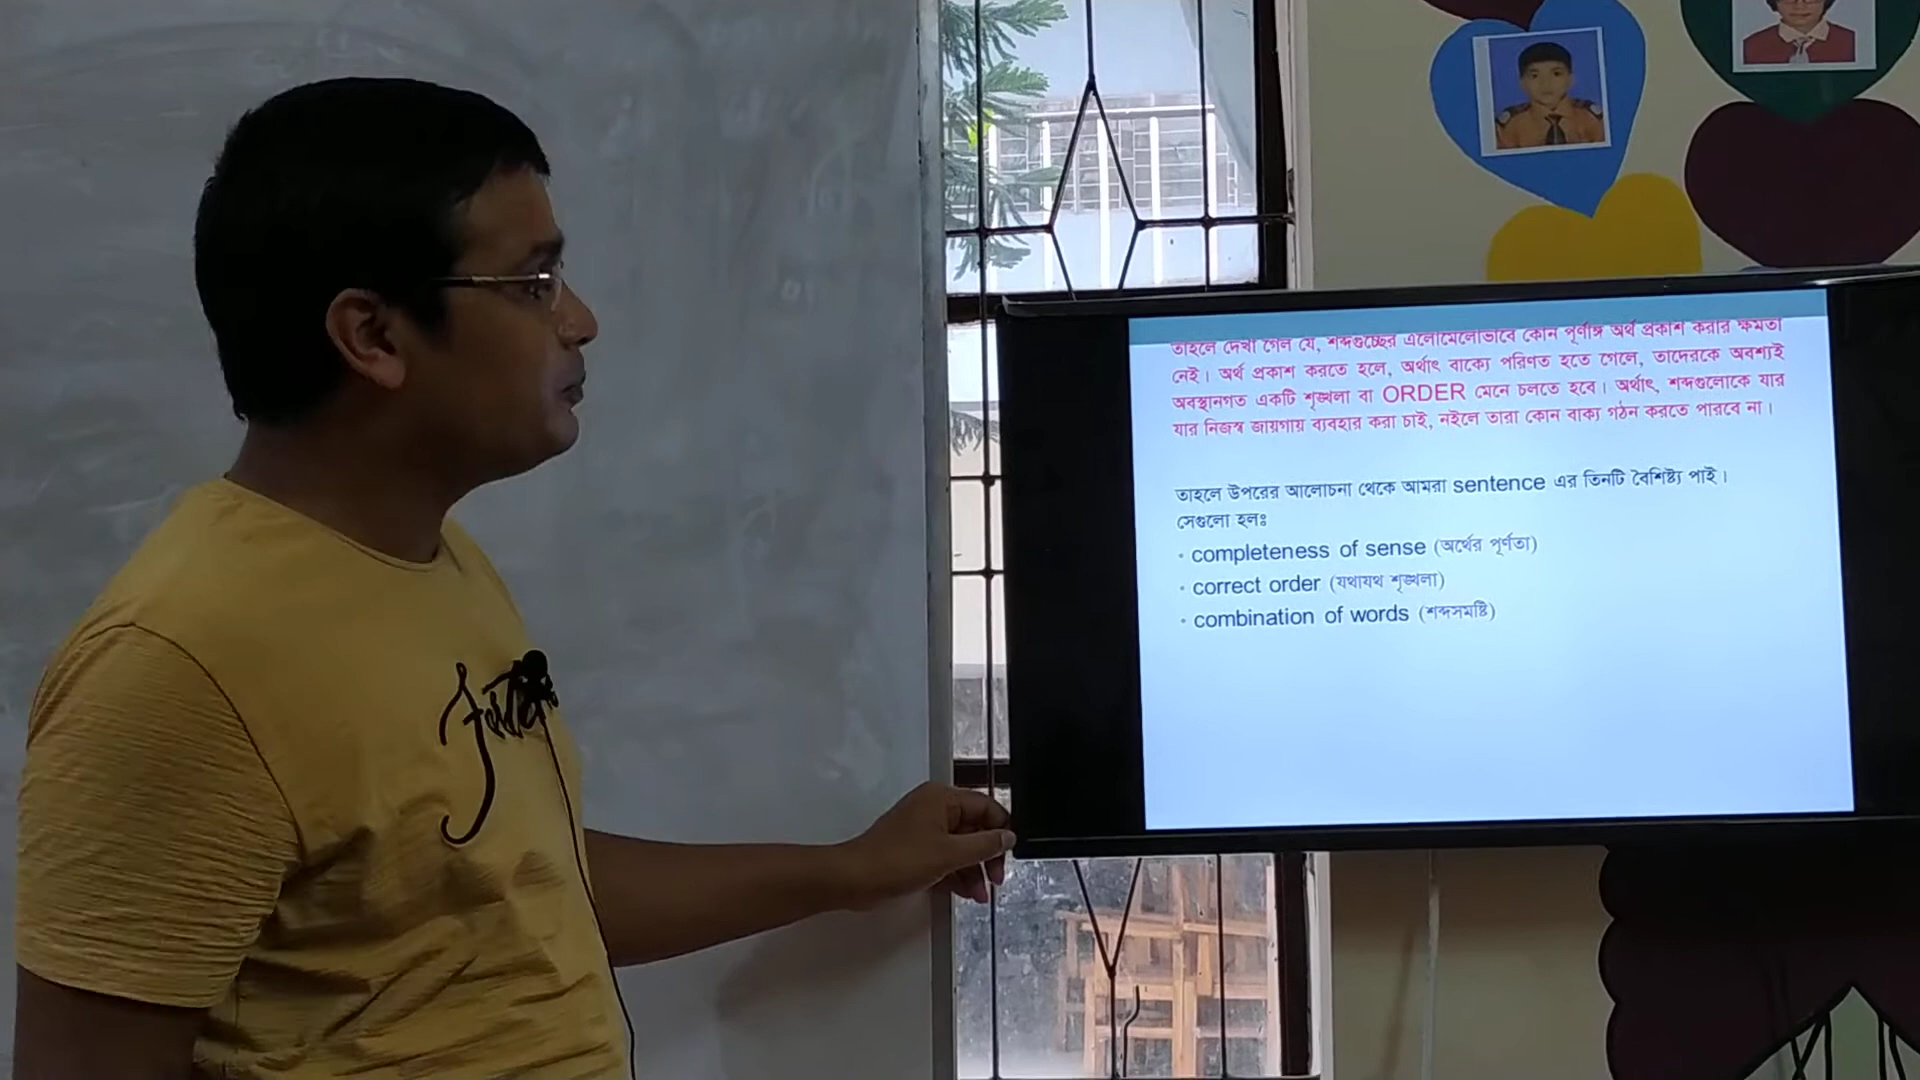 তাহলে দেখা গেল যে, শব্দগুচ্ছের এলোমেলোভাবে কোন পূর্ণাঙ্গ অর্থ প্রকাশ করার ক্ষমতা
নেই। অর্থ প্রকাশ করতে হলে, অর্থাৎ বাক্যে পরিণত হতে গেলে, তাদেরকে অবশ্যই
অবস্থানগত একটি শৃঙ্খলা বা ORDER মেনে চলতে হবে। অর্থাৎ, শব্দগুলোকে যার
যার নিজস্ব জায়গায় ব্যবহার করা চাই, নইলে তারা কোন বাক্য গঠন করতে পারবে না।
তাহলে উপরের আলোচনা থেকে আমরা sentence এর তিনটি বৈশিষ্ট্য পাই।
সেগুলো হলঃ
• completeness of sense (অর্থের পূর্ণতা)
• correct order (যথাযথ শৃঙ্খলা)
• combination of words (শব্দসমষ্টি)